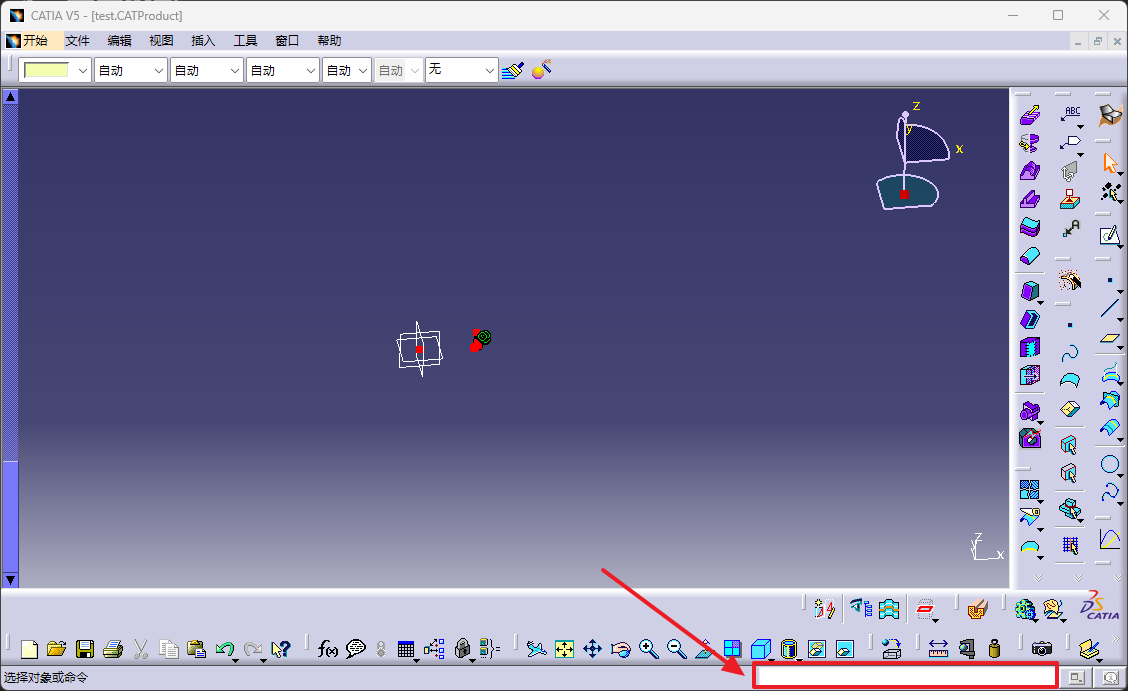 CATIA V5 - [test.CATProduct]
开始 文件 编辑 视图 插入 工具 窗口 帮助
自动 自动 自动 自动 自动 无
z
y
x
ABC
A
z
x
DS
CATIA
f(x)
选择对象或命令